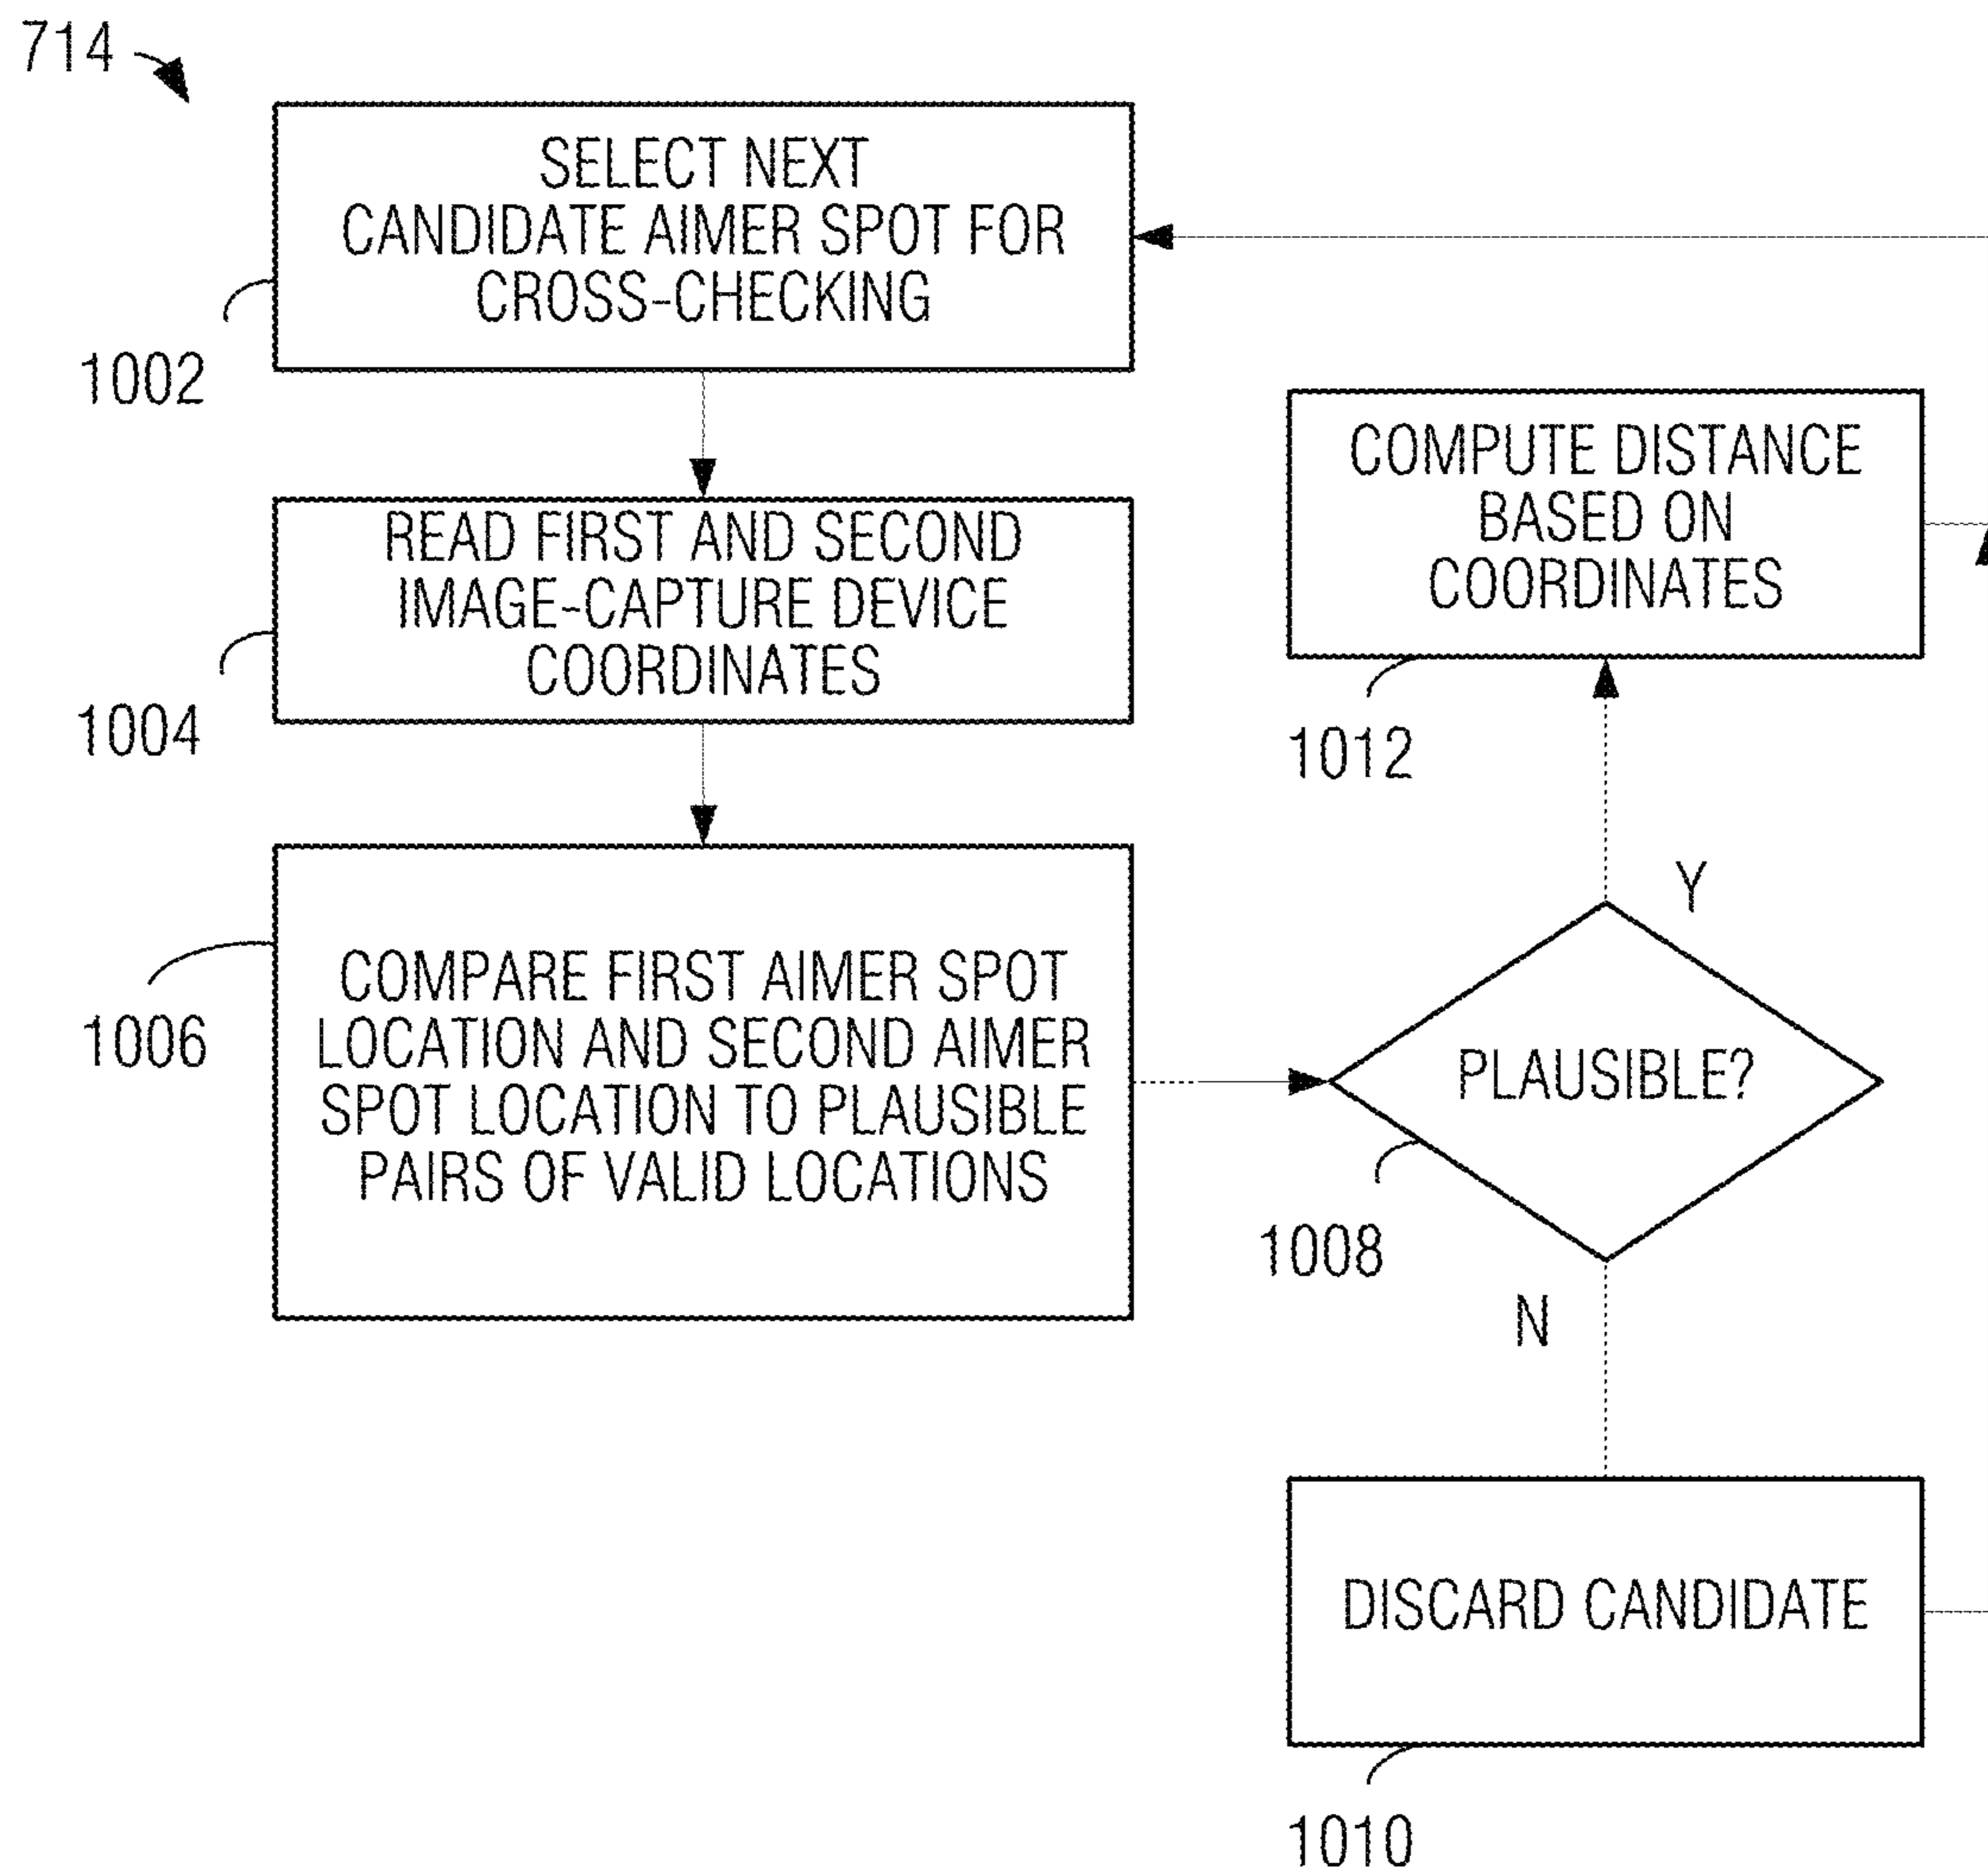 714
SELECT NEXT
CANDIDATE AIMER SPOT FOR
CROSS-CHECKING
1002
READ FIRST AND SECOND
IMAGE-CAPTURE DEVICE
COORDINATES
1004
COMPARE FIRST AIMER SPOT
LOCATION AND SECOND AIMER
SPOT LOCATION TO PLAUSIBLE
PAIRS OF VALID LOCATIONS
1006
COMPUTE DISTANCE
BASED ON
COORDINATES
1012
Y
PLAUSIBLE?
1008
N
DISCARD CANDIDATE
1010